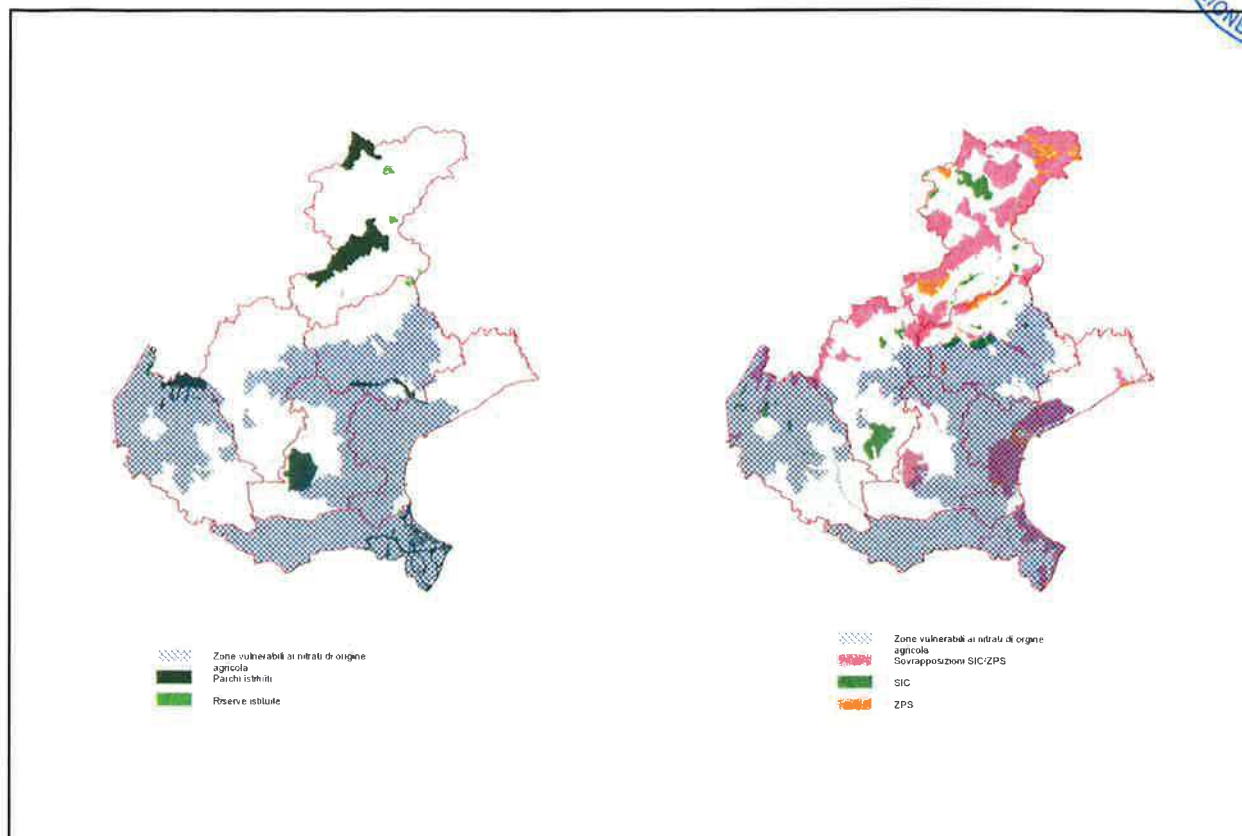 Zone vulnerabili ai nitrati di origine
agricola
Parchi istituiti
Riserve istituite
Zone vulnerabili ai nitrati di origine
agricola
Sovrapposizioni SIC/ZPS
SIC
ZPS